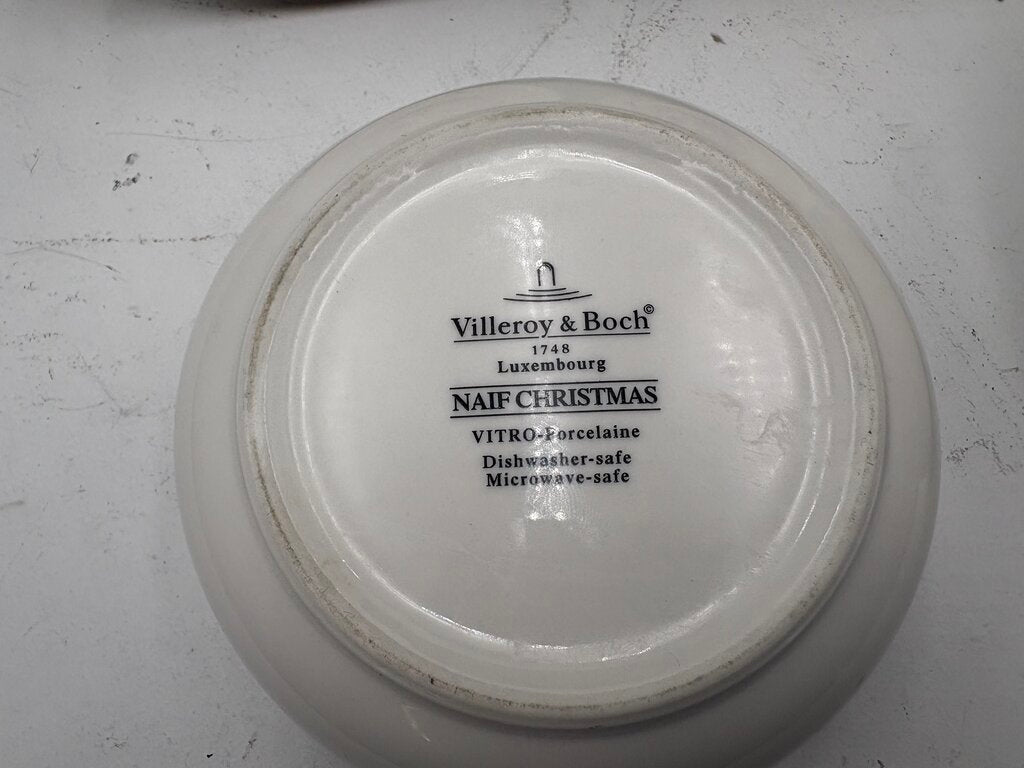 Villeroy & Boch©
1748
Luxembourg
NAIF CHRISTMAS
VITRO-Porcelaine
Dishwasher-safe
Microwave-safe